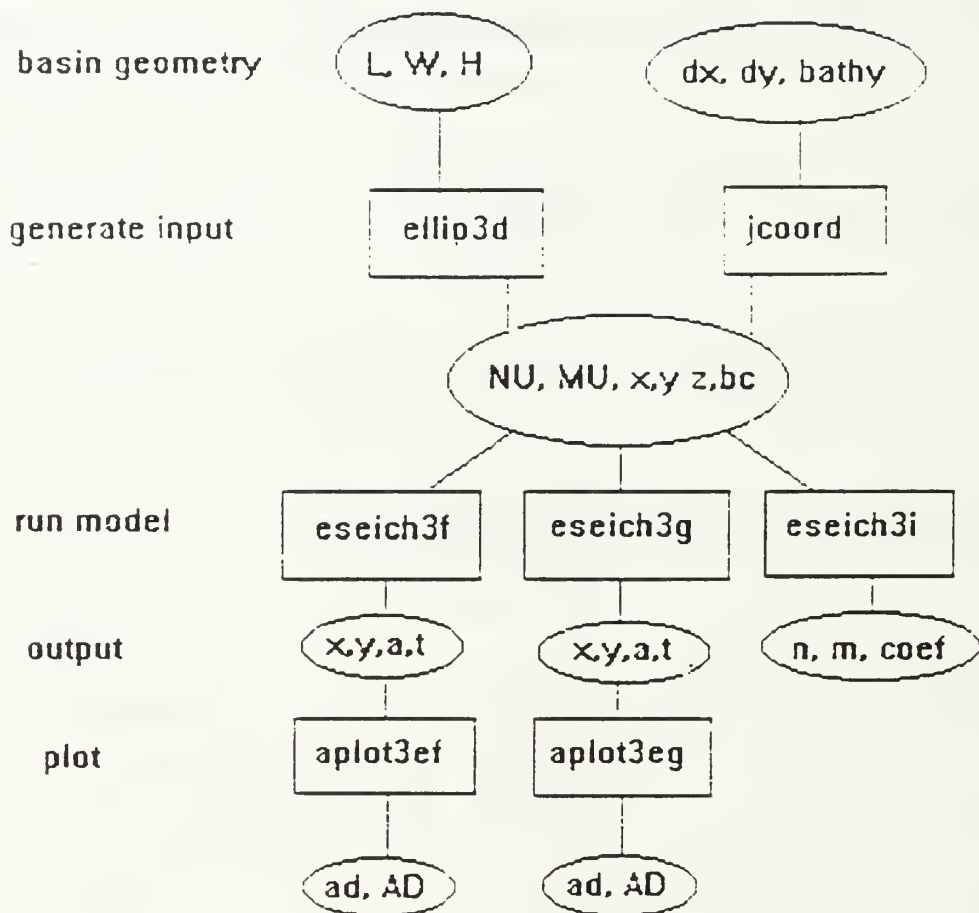 basin geometry
L, W, H
dx, dy, bathy
generate input
ellip3d
jcoord
NU, MU, x,y z,bc
run model
eseich3f
eseich3g
eseich3i
output
x,y,a,t
x,y,a,t
n, m, coef
plot
aplot3ef
aplot3eg
ad, AD
ad, AD